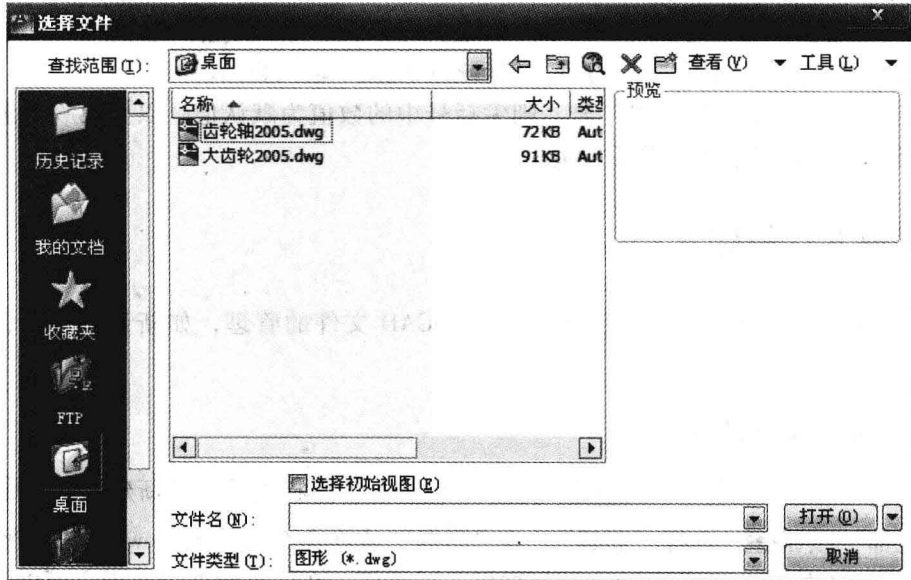 选择文件
查找范围(I):
桌面
查看(V)
工具(L)
名称
大小
类型
预览
齿轮轴2005.dwg
72 KB
Aut
大齿轮2005.dwg
91 KB
Aut
历史记录
我的文档
收藏夹
FTP
桌面
选择初始视图(E)
文件名(N):
打开(O)
文件类型(T):
图形 (*.dwg)
取消